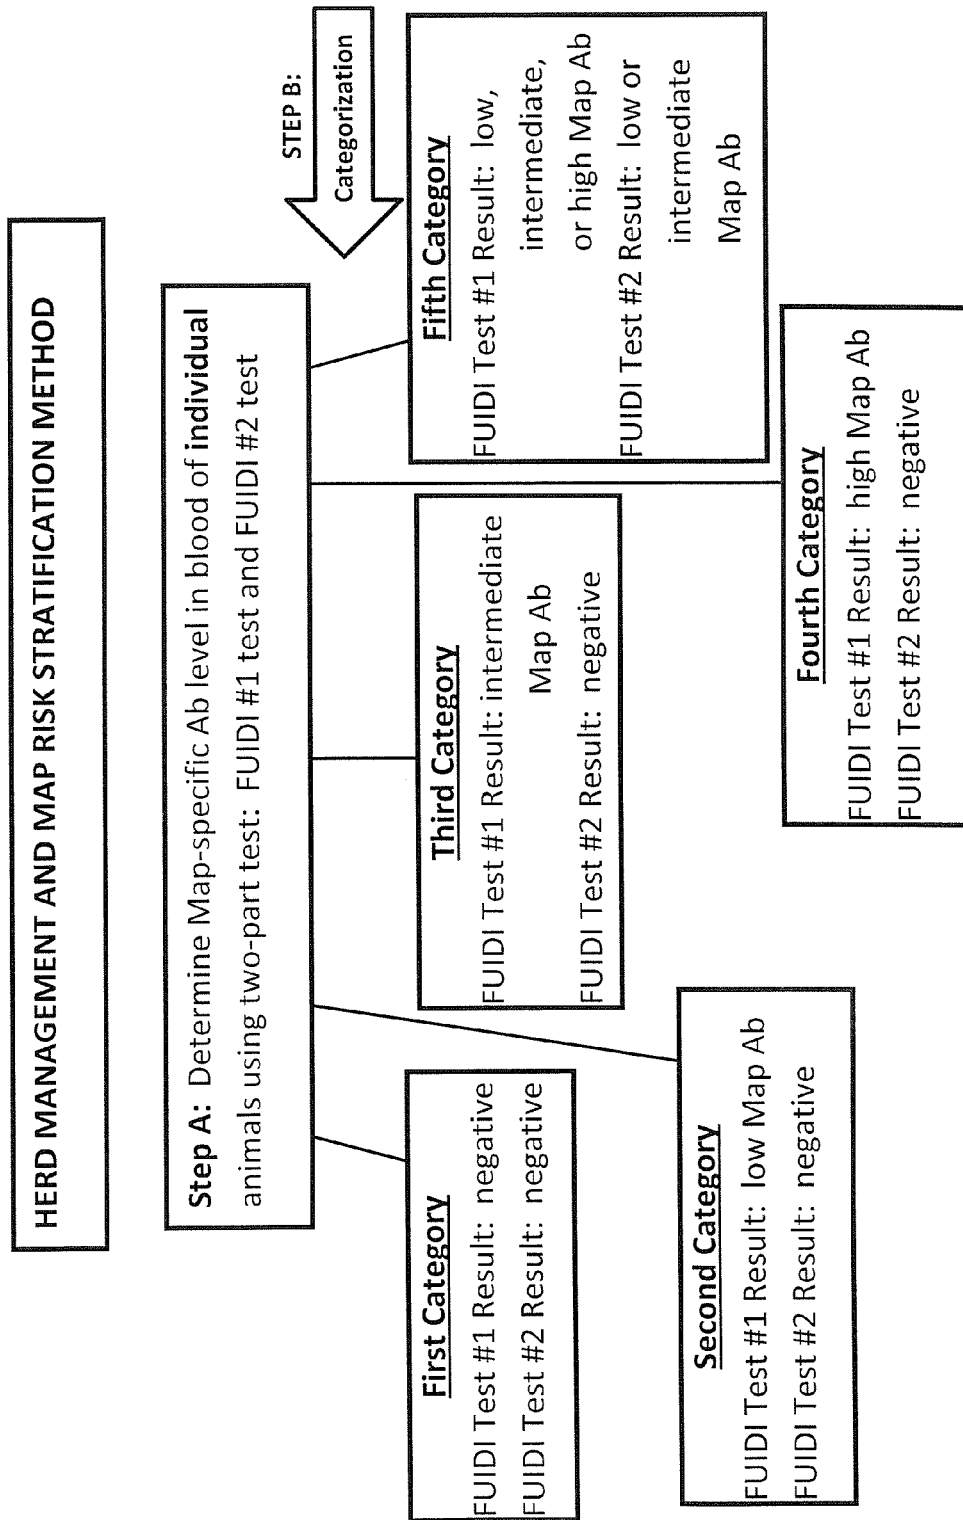 HERD MANAGEMENT AND MAP RISK STRATIFICATION METHOD
Step A: Determine Map-specific Ab level in blood of individual
animals using two-part test: FUIDI #1 test and FUIDI #2 test
STEP B:
Categorization
First Category
FUIDI Test #1 Result: negative
FUIDI Test #2 Result: negative
Second Category
FUIDI Test #1 Result: low Map Ab
FUIDI Test #2 Result: negative
Third Category
FUIDI Test #1 Result: intermediate
Map Ab
FUIDI Test #2 Result: negative
Fourth Category
FUIDI Test #1 Result: high Map Ab
FUIDI Test #2 Result: negative
Fifth Category
FUIDI Test #1 Result: low,
intermediate,
or high Map Ab
FUIDI Test #2 Result: low or
intermediate
Map Ab